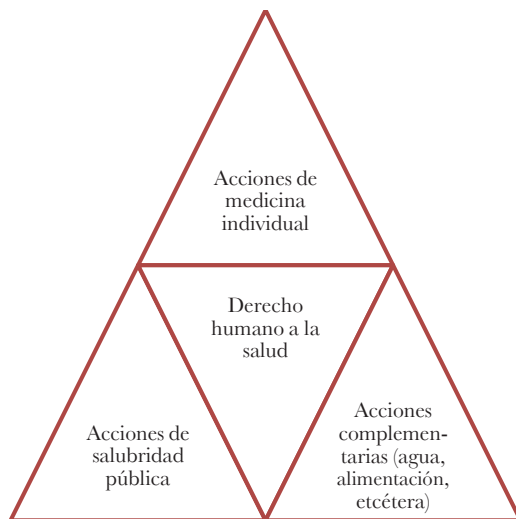 Acciones de
medicina
individual
Derecho
humano a la
salud
Acciones de
salubridad
pública
Acciones
complemen-
tarias (agua,
alimentación,
etcétera)